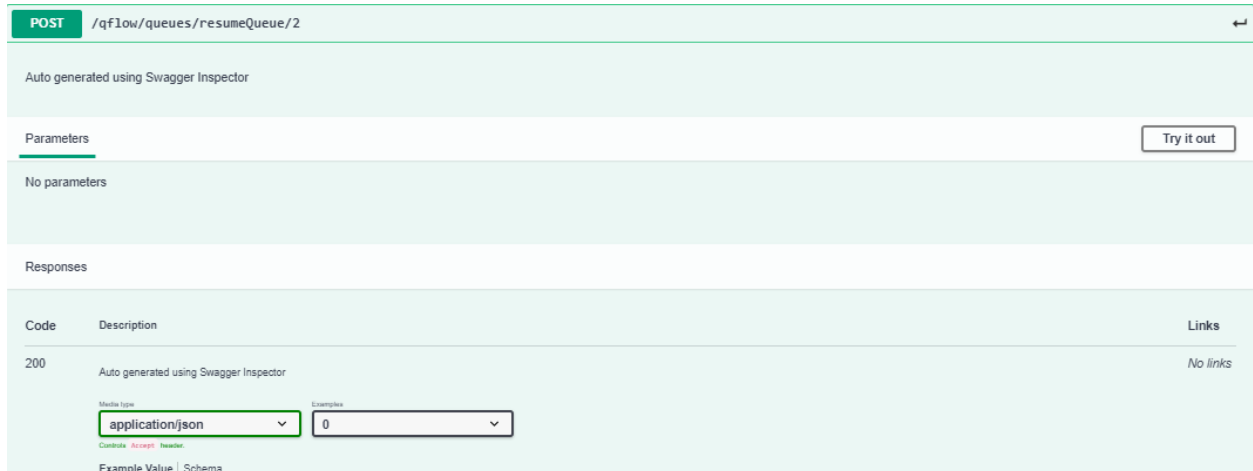 POST /qflow/queues/resumeQueue/2
Auto generated using Swagger Inspector
Parameters Try it out
No parameters
Responses
Code Description Links
200 Auto generated using Swagger Inspector No links
Media type Examples
application/json 0
Controls Accept header.
Example Value | Schema